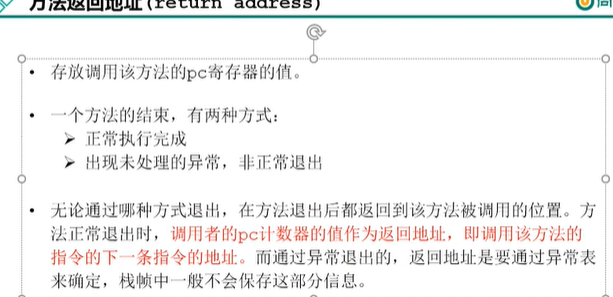 方法返回地址(return address)
• 存放调用该方法的pc寄存器的值。
• 一个方法的结束，有两种方式：
➢ 正常执行完成
➢ 出现未处理的异常，非正常退出
• 无论通过哪种方式退出，在方法退出后都返回到该方法被调用的位置。方
法正常退出时，调用者的pc计数器的值作为返回地址，即调用该方法的
指令的下一条指令的地址。而通过异常退出的，返回地址是要通过异常表
来确定，栈帧中一般不会保存这部分信息。